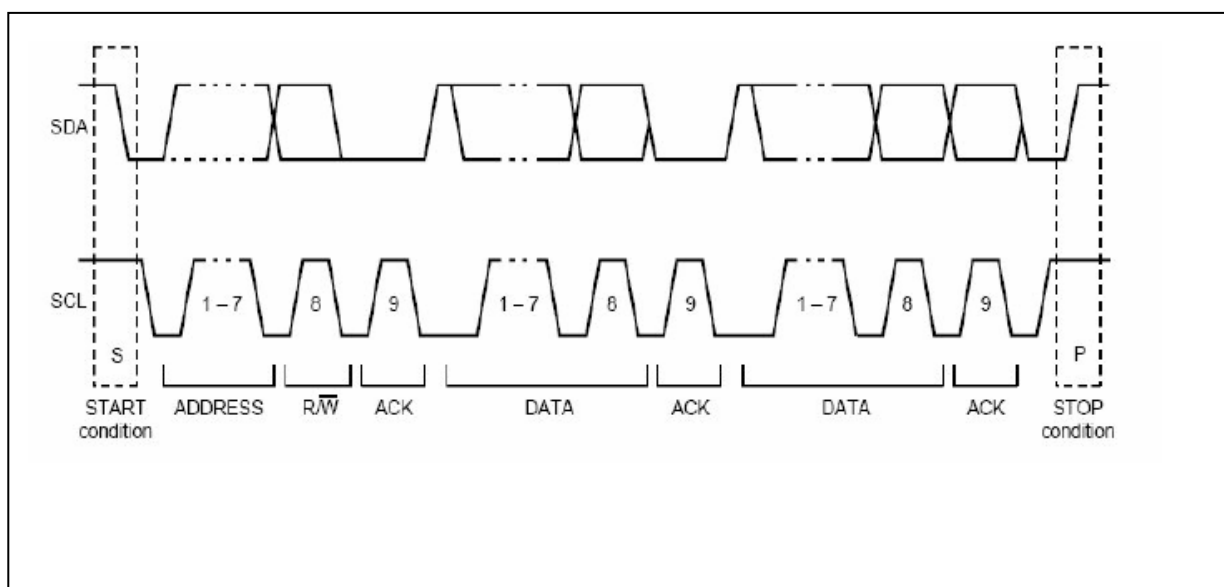 SDA
SCL
1 – 7 8 9 1 – 7 8 9 1 – 7 8 9
S P
START ADDRESS R/W̅ ACK DATA ACK DATA ACK STOP
condition condition